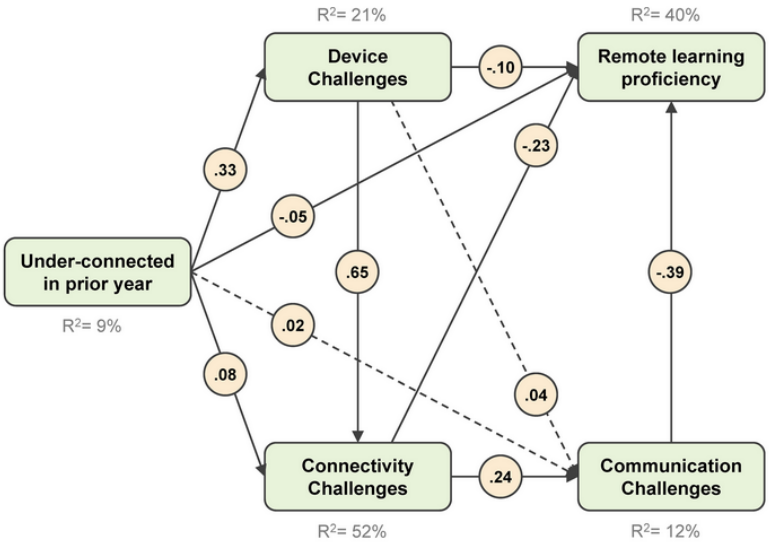 R²= 21%
R²= 40%
Device
Challenges
-.10
Remote learning
proficiency
-.23
.33
-.05
Under-connected
in prior year
.65
-.39
R²= 9%
.02
.08
.04
Connectivity
Challenges
.24
Communication
Challenges
R²= 52%
R²= 12%